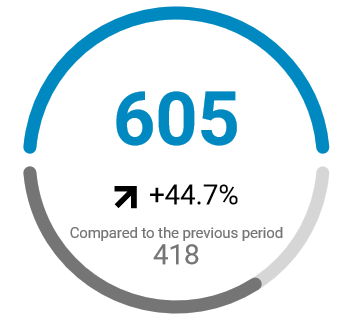 605
+44.7%
Compared to the previous period
418